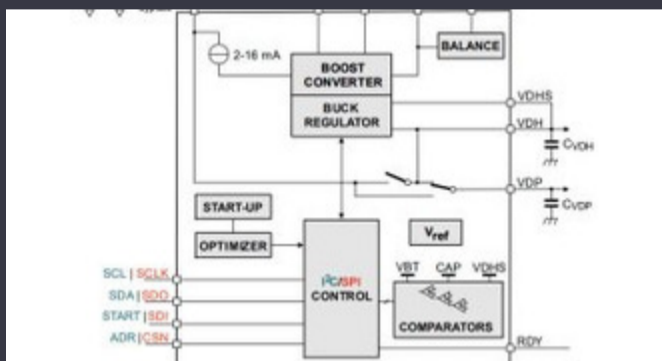 2-16 mA
BALANCE
BOOST
CONVERTER
BUCK
REGULATOR
VDHS
VDH
CVDH
VDP
CVDP
START-UP
OPTIMIZER
Vref
SCL | SCLK
SDA | SDO
START | SDI
ADR | CSN
I²C/SPI
CONTROL
VBT CAP VDHS
COMPARATORS
RDY